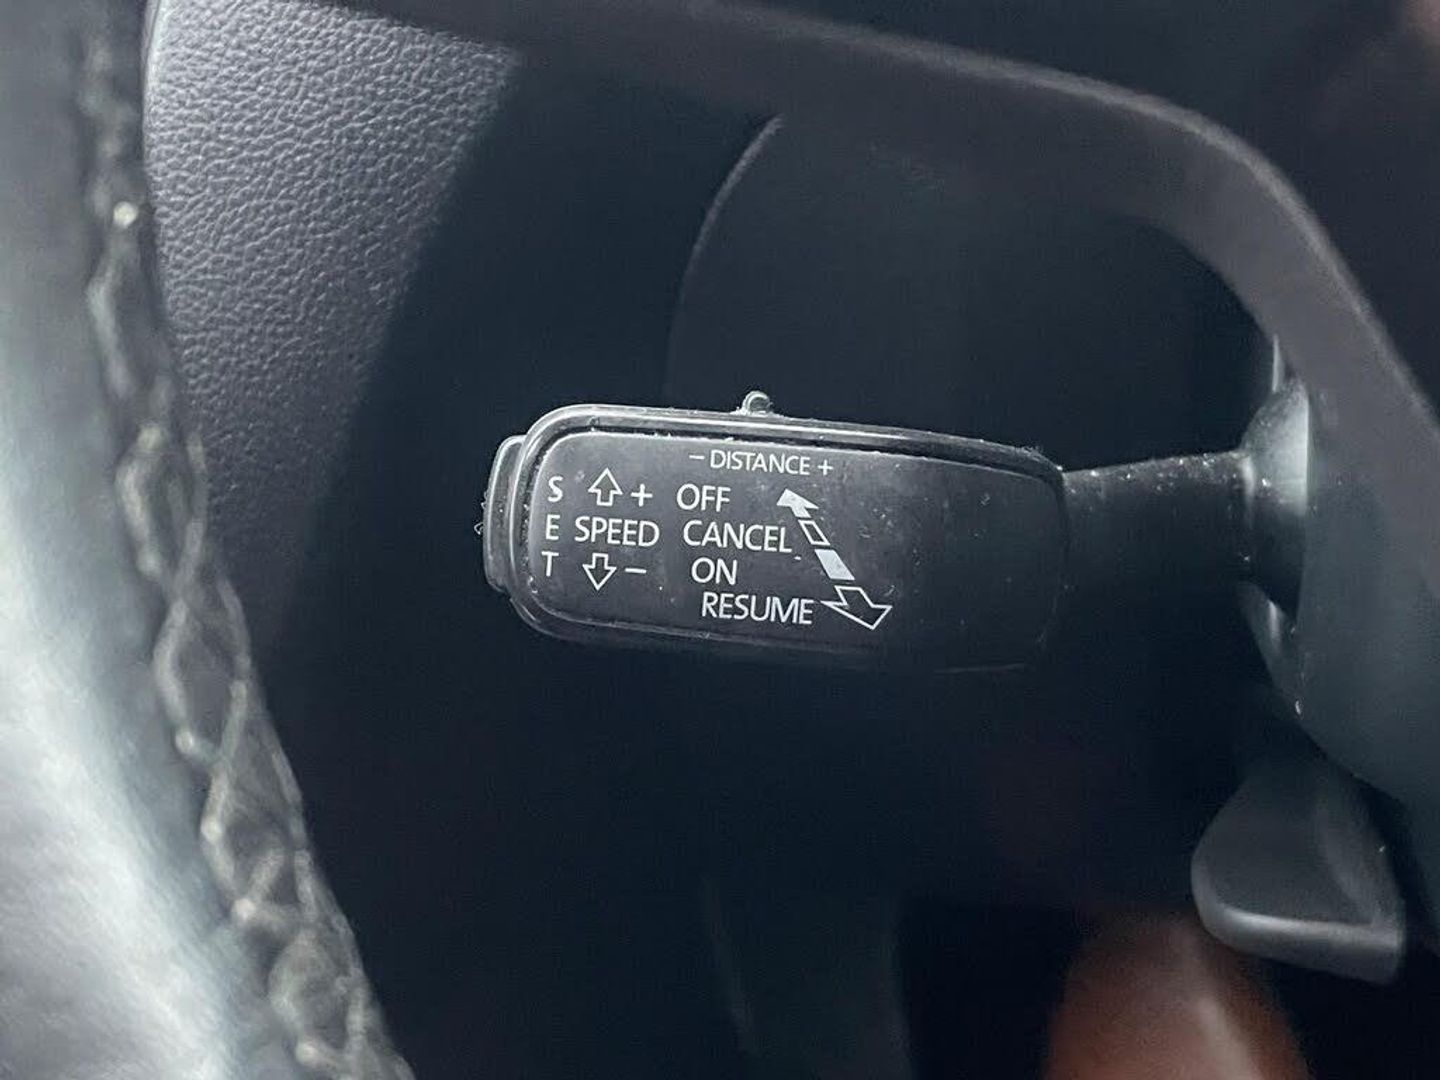 – DISTANCE +
S + OFF
E SPEED CANCEL
T – ON
RESUME